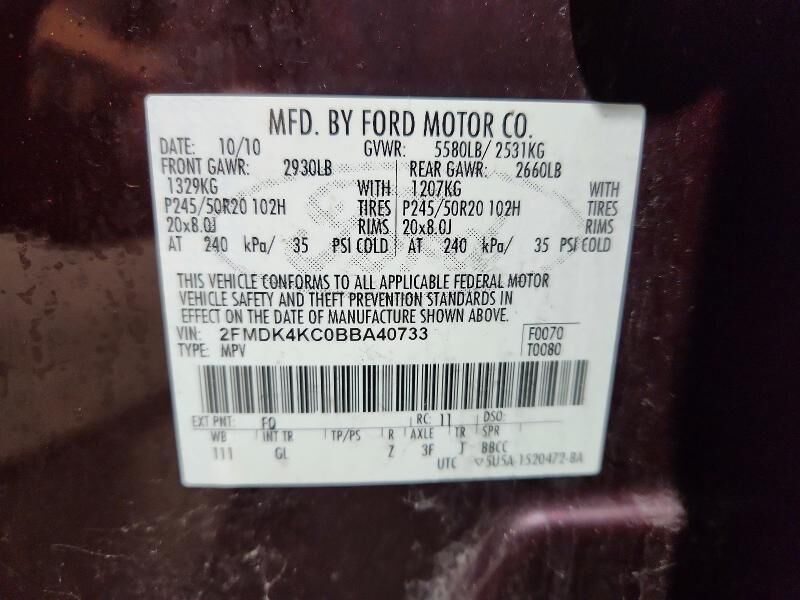 MFD. BY FORD MOTOR CO.
DATE: 10/10 GVWR: 5580LB/ 2531KG
FRONT GAWR: 2930LB REAR GAWR: 2660LB
1329KG WITH 1207KG WITH
P245/50R20 102H TIRES P245/50R20 102H TIRES
20x8.0J RIMS 20x8.0J RIMS
AT 240 kPa/ 35 PSI COLD AT 240 kPa/ 35 PSI COLD
THIS VEHICLE CONFORMS TO ALL APPLICABLE FEDERAL MOTOR
VEHICLE SAFETY AND THEFT PREVENTION STANDARDS IN
EFFECT ON THE DATE OF MANUFACTURE SHOWN ABOVE.
VIN: 2FMDK4KC0BBA40733 F0070
TYPE: MPV T0080
EXT PNT: FQ RC: 11 DSO:
WB INT TR TP/PS R AXLE TR SPR
111 GL Z 3F J BBCC
UTC 5U5A-1520472-BA